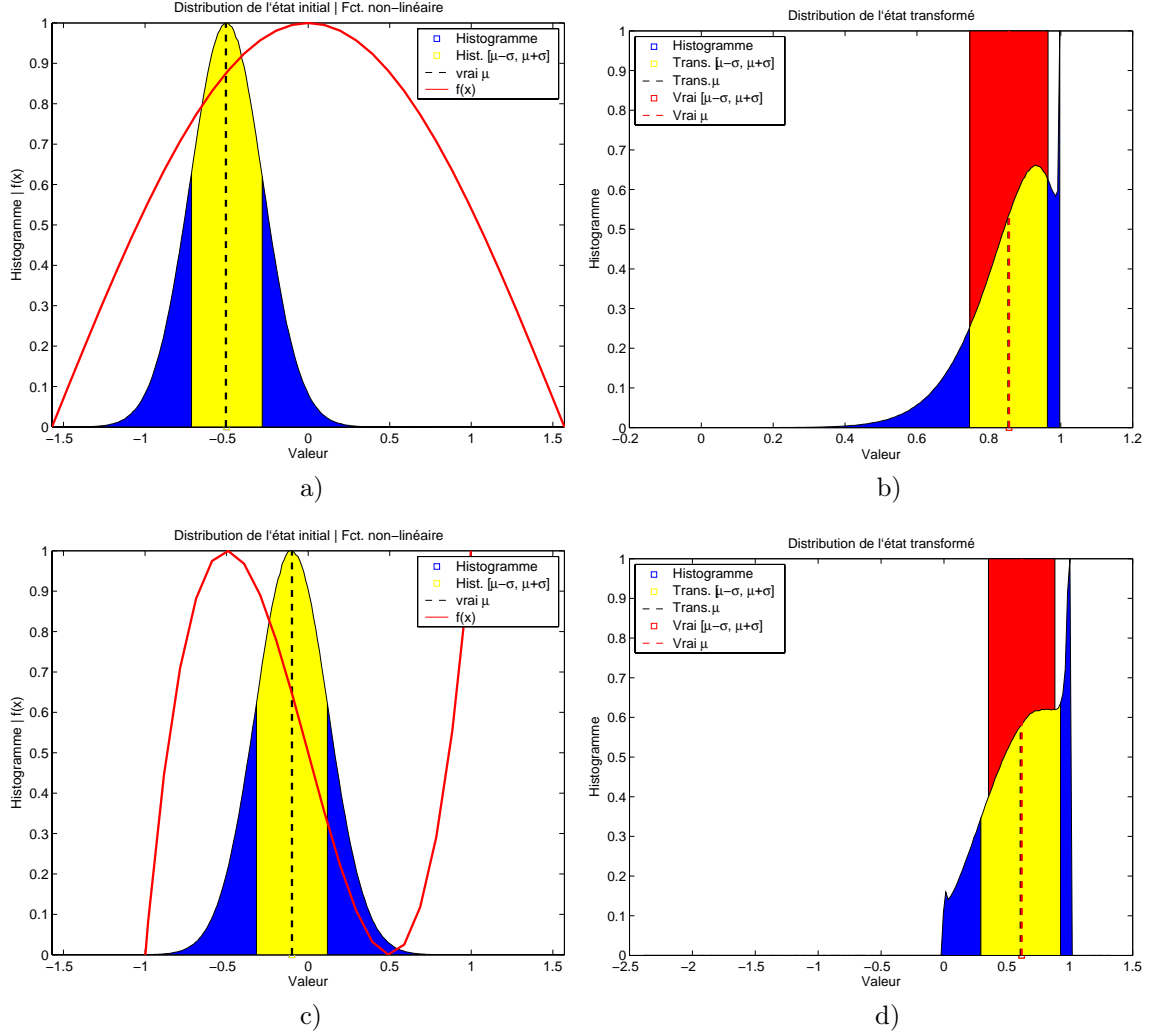 Distribution de l'état initial | Fct. non−linéaire
Histogramme
Hist. [μ−σ, μ+σ]
vrai μ
f(x)
Histogramme | f(x)
1
0.9
0.8
0.7
0.6
0.5
0.4
0.3
0.2
0.1
0
−1.5 −1 −0.5 0 0.5 1 1.5
Valeur
a)
Distribution de l'état transformé
Histogramme
Trans. [μ−σ, μ+σ]
Trans. μ
Vrai [μ−σ, μ+σ]
Vrai μ
Histogramme
1
0.9
0.8
0.7
0.6
0.5
0.4
0.3
0.2
0.1
0
−0.2 0 0.2 0.4 0.6 0.8 1 1.2
Valeur
b)
Distribution de l'état initial | Fct. non−linéaire
Histogramme
Hist. [μ−σ, μ+σ]
vrai μ
f(x)
Histogramme | f(x)
1
0.9
0.8
0.7
0.6
0.5
0.4
0.3
0.2
0.1
0
−1.5 −1 −0.5 0 0.5 1 1.5
Valeur
c)
Distribution de l'état transformé
Histogramme
Trans. [μ−σ, μ+σ]
Trans. μ
Vrai [μ−σ, μ+σ]
Vrai μ
Histogramme
1
0.9
0.8
0.7
0.6
0.5
0.4
0.3
0.2
0.1
0
−2.5 −2 −1.5 −1 −0.5 0 0.5 1 1.5
Valeur
d)